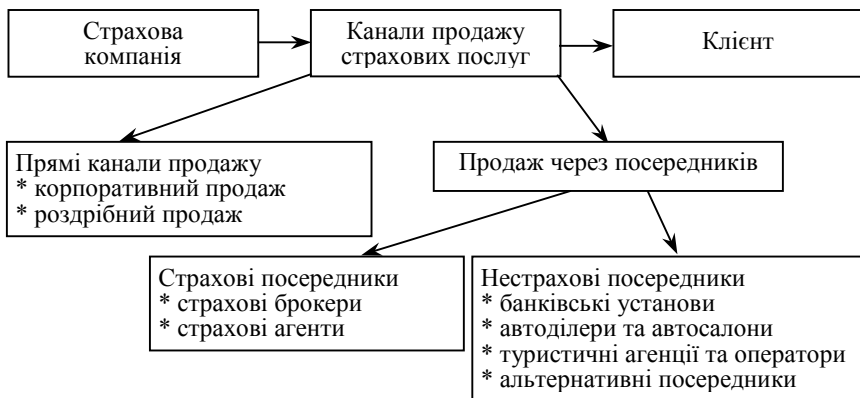 Страхова
компанія
Канали продажу
страхових послуг
Клієнт
Прямі канали продажу
* корпоративний продаж
* роздрібний продаж
Продаж через посередників
Страхові посередники
* страхові брокери
* страхові агенти
Нестрахові посередники
* банківські установи
* автоділери та автосалони
* туристичні агенції та оператори
* альтернативні посередники